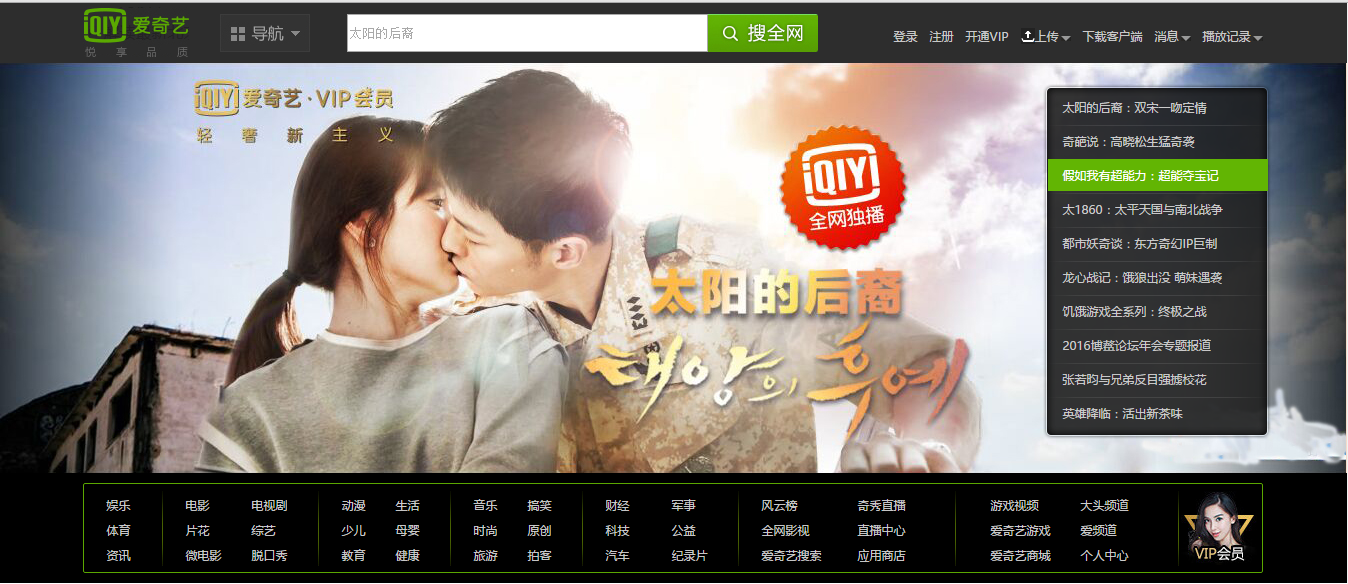 iQIYI 爱奇艺
悦享品质
导航
太阳的后裔
搜全网
登录 注册 开通VIP 上传 下载客户端 消息 播放记录
iQIYI 爱奇艺·VIP会员
轻奢新主义
iQIYI
全网独播
太阳的后裔
태양의 후예
太阳的后裔：双宋一吻定情
奇葩说：高晓松生猛奇袭
假如我有超能力：超能夺宝记
太1860：太平天国与南北战争
都市妖奇谈：东方奇幻IP巨制
龙心战记：饿狼出没 萌妹遇袭
饥饿游戏全系列：终极之战
2016博鳌论坛年会专题报道
张若昀与兄弟反目强掳校花
英雄降临：活出新茶味
娱乐 电影 电视剧 动漫 生活 音乐 搞笑 财经 军事 风云榜 奇秀直播 游戏视频 大头频道
体育 片花 综艺 少儿 母婴 时尚 原创 科技 公益 全网影视 直播中心 爱奇艺游戏 爱频道
资讯 微电影 脱口秀 教育 健康 旅游 拍客 汽车 纪录片 爱奇艺搜索 应用商店 爱奇艺商城 个人中心
VIP会员